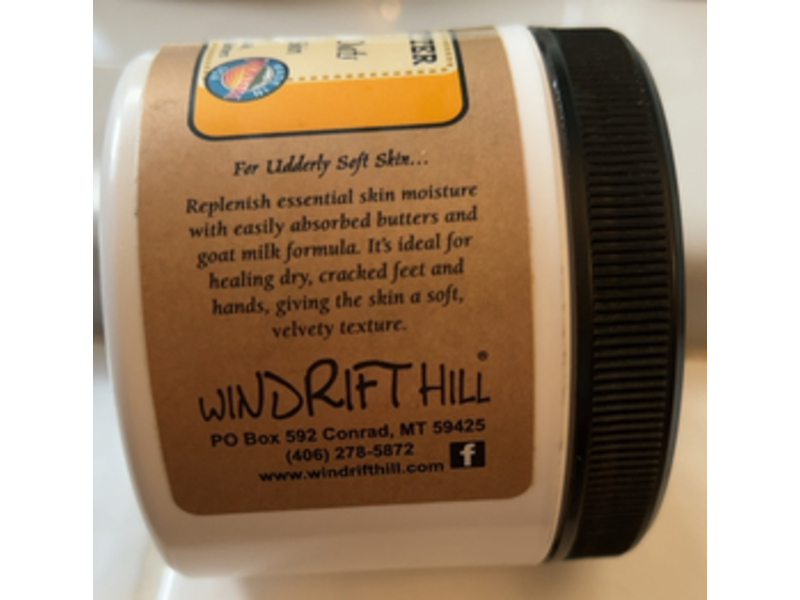 For Udderly Soft Skin...
Replenish essential skin moisture
with easily absorbed butters and
goat milk formula. It's ideal for
healing dry, cracked feet and
hands, giving the skin a soft,
velvety texture.
WINDRIFT HILL®
PO Box 592 Conrad, MT 59425
(406) 278-5872
www.windrifthill.com f